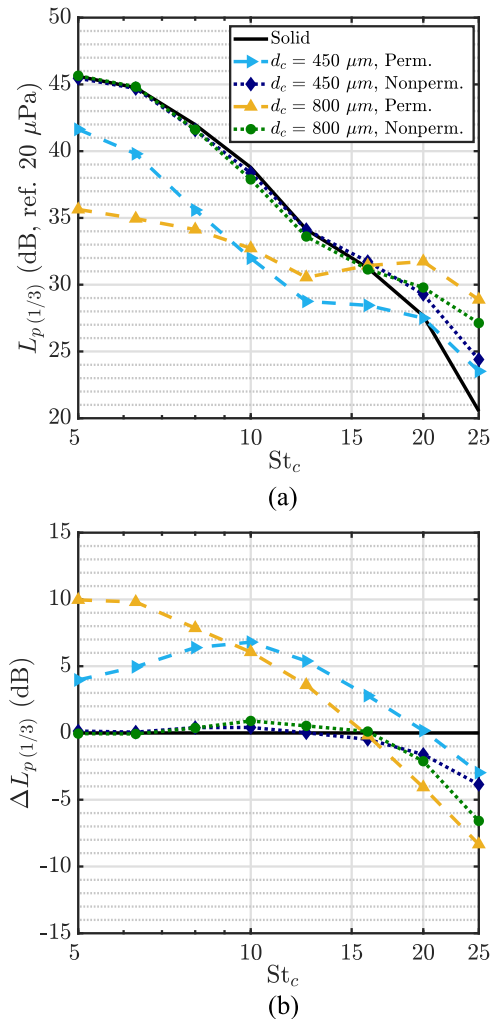 50
45
40
35
30
25
20
L_{p (1/3)} (dB, ref. 20 μPa)
Solid
d_c = 450 μm, Perm.
d_c = 450 μm, Nonperm.
d_c = 800 μm, Perm.
d_c = 800 μm, Nonperm.
5 10 15 20 25
St_c
(a)
15
10
5
0
-5
-10
-15
ΔL_{p (1/3)} (dB)
5 10 15 20 25
St_c
(b)